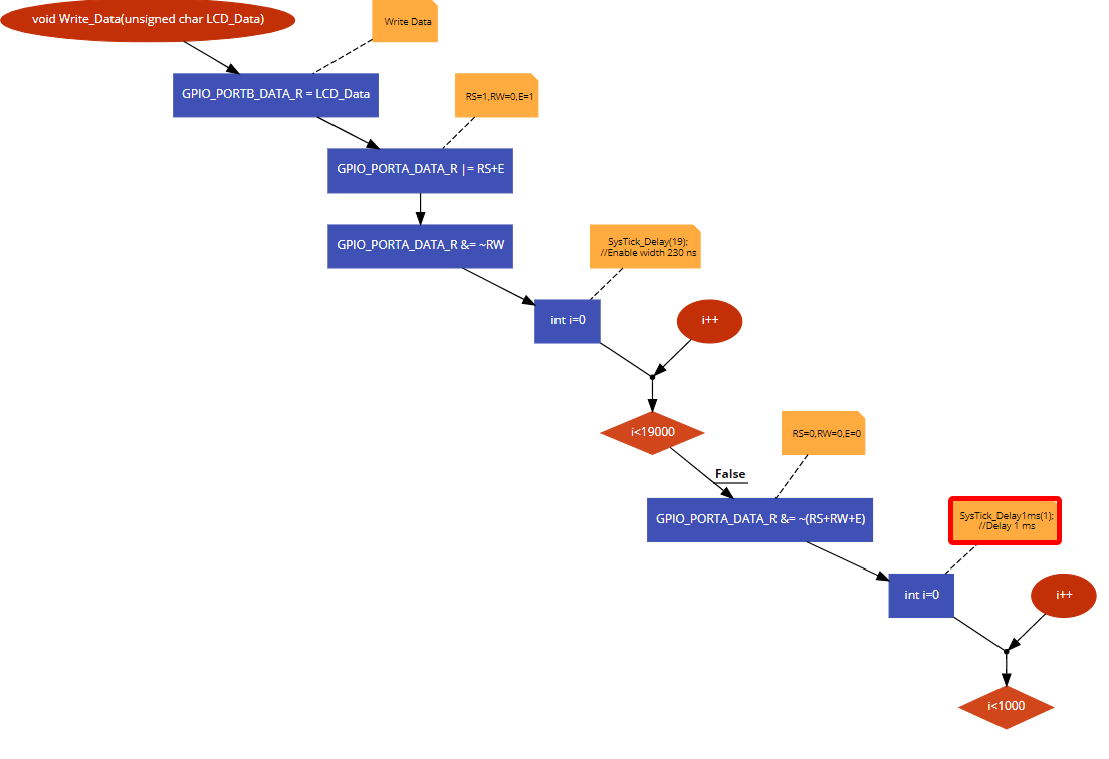 void Write_Data(unsigned char LCD_Data)
Write Data
GPIO_PORTB_DATA_R = LCD_Data
RS=1,RW=0,E=1
GPIO_PORTA_DATA_R |= RS+E
GPIO_PORTA_DATA_R &= ~RW
SysTick_Delay(19);
//Enable width 230 ns
int i=0
i++
i<19000
RS=0,RW=0,E=0
False
GPIO_PORTA_DATA_R &= ~(RS+RW+E)
SysTick_Delay1ms(1);
//Delay 1 ms
int i=0
i++
i<1000